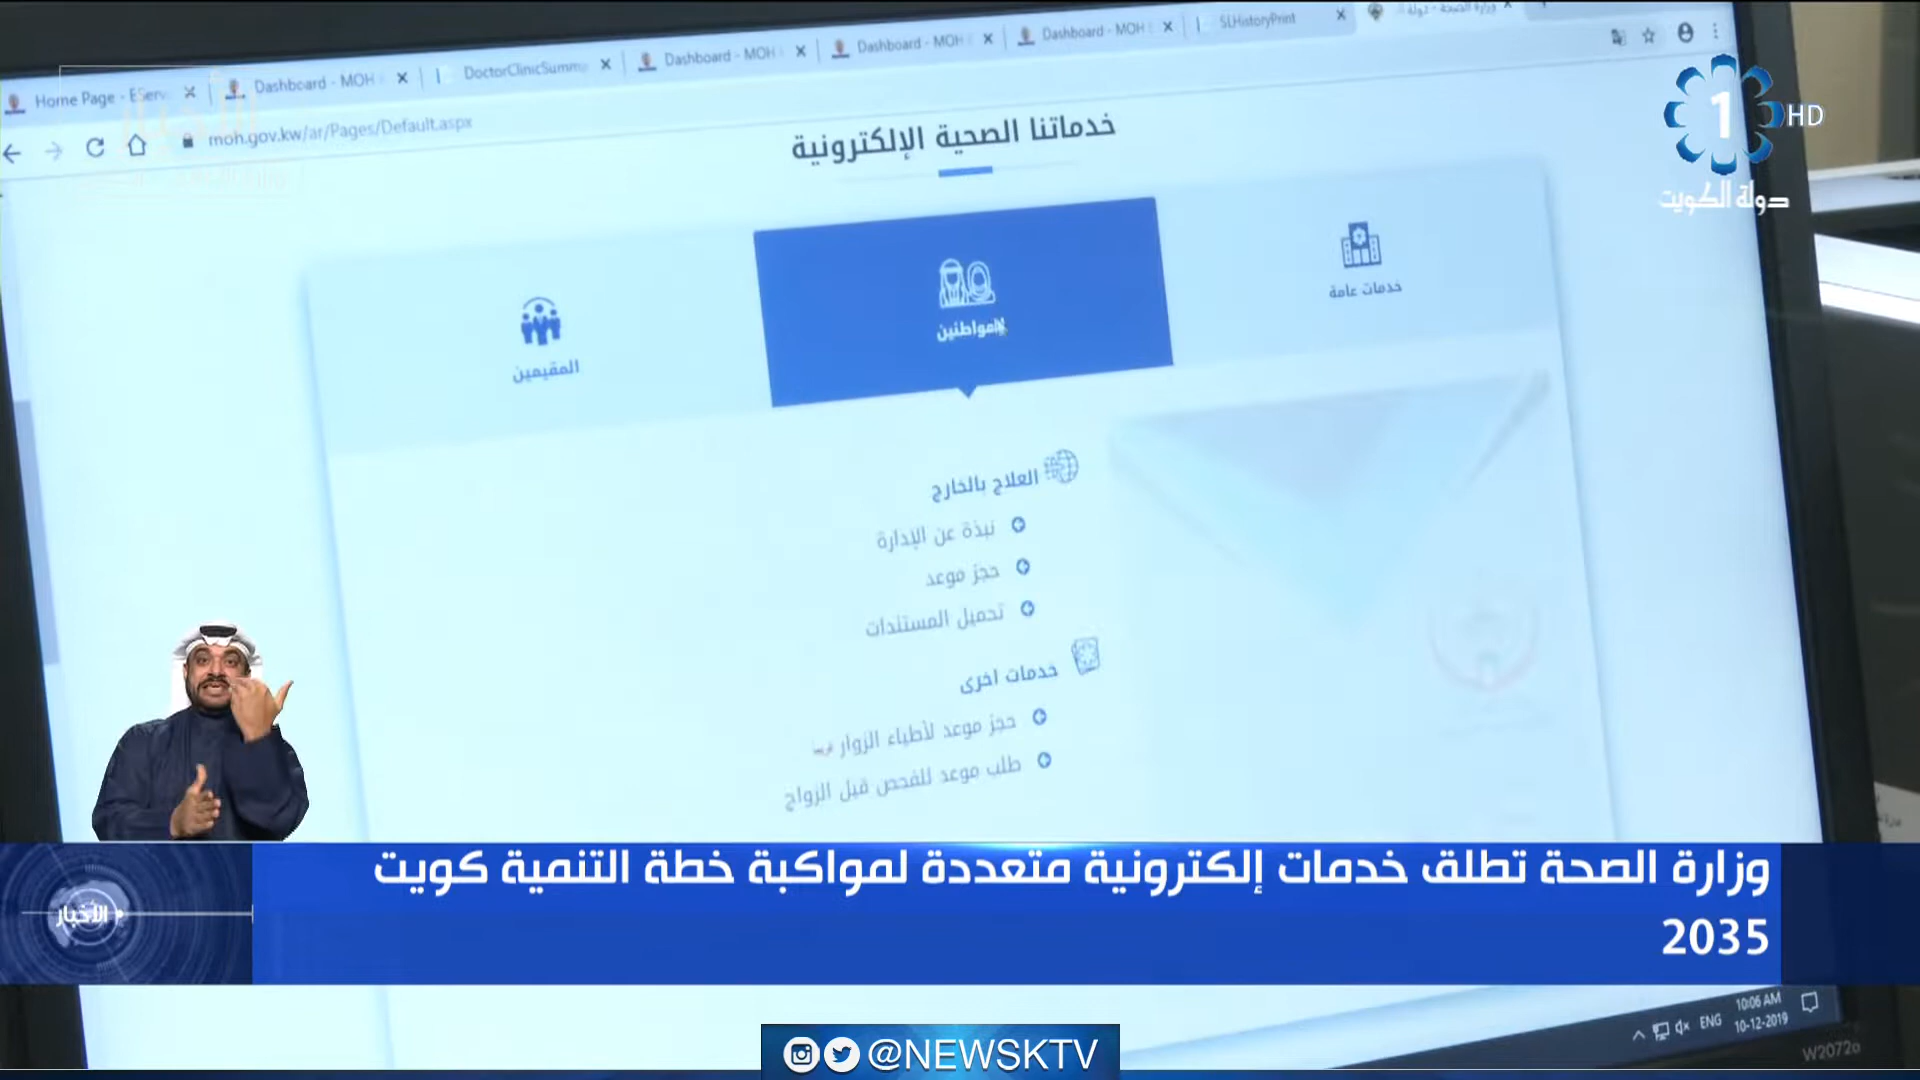 Home Page - EServ
Dashboard - MOH
DoctorClinicSumma
Dashboard - MOH
Dashboard - MOH
Dashboard - MOH
SLHistoryPrint
moh.gov.kw/ar/Pages/Default.aspx
1
HD
دولة الكويت
خدماتنا الصحية الإلكترونية
خدمات عامة
للمواطنين
المقيمين
العلاج بالخارج
نبذة عن الإدارة
حجز موعد
تحميل المستندات
خدمات اخرى
حجز موعد لأطباء الزوار
طلب موعد للفحص قبل الزواج
وزارة الصحة تطلق خدمات إلكترونية متعددة لمواكبة خطة التنمية كويت
2035
الأخبار
10:06 AM
ENG
10-12-2019
W2072a
@NEWSKTV